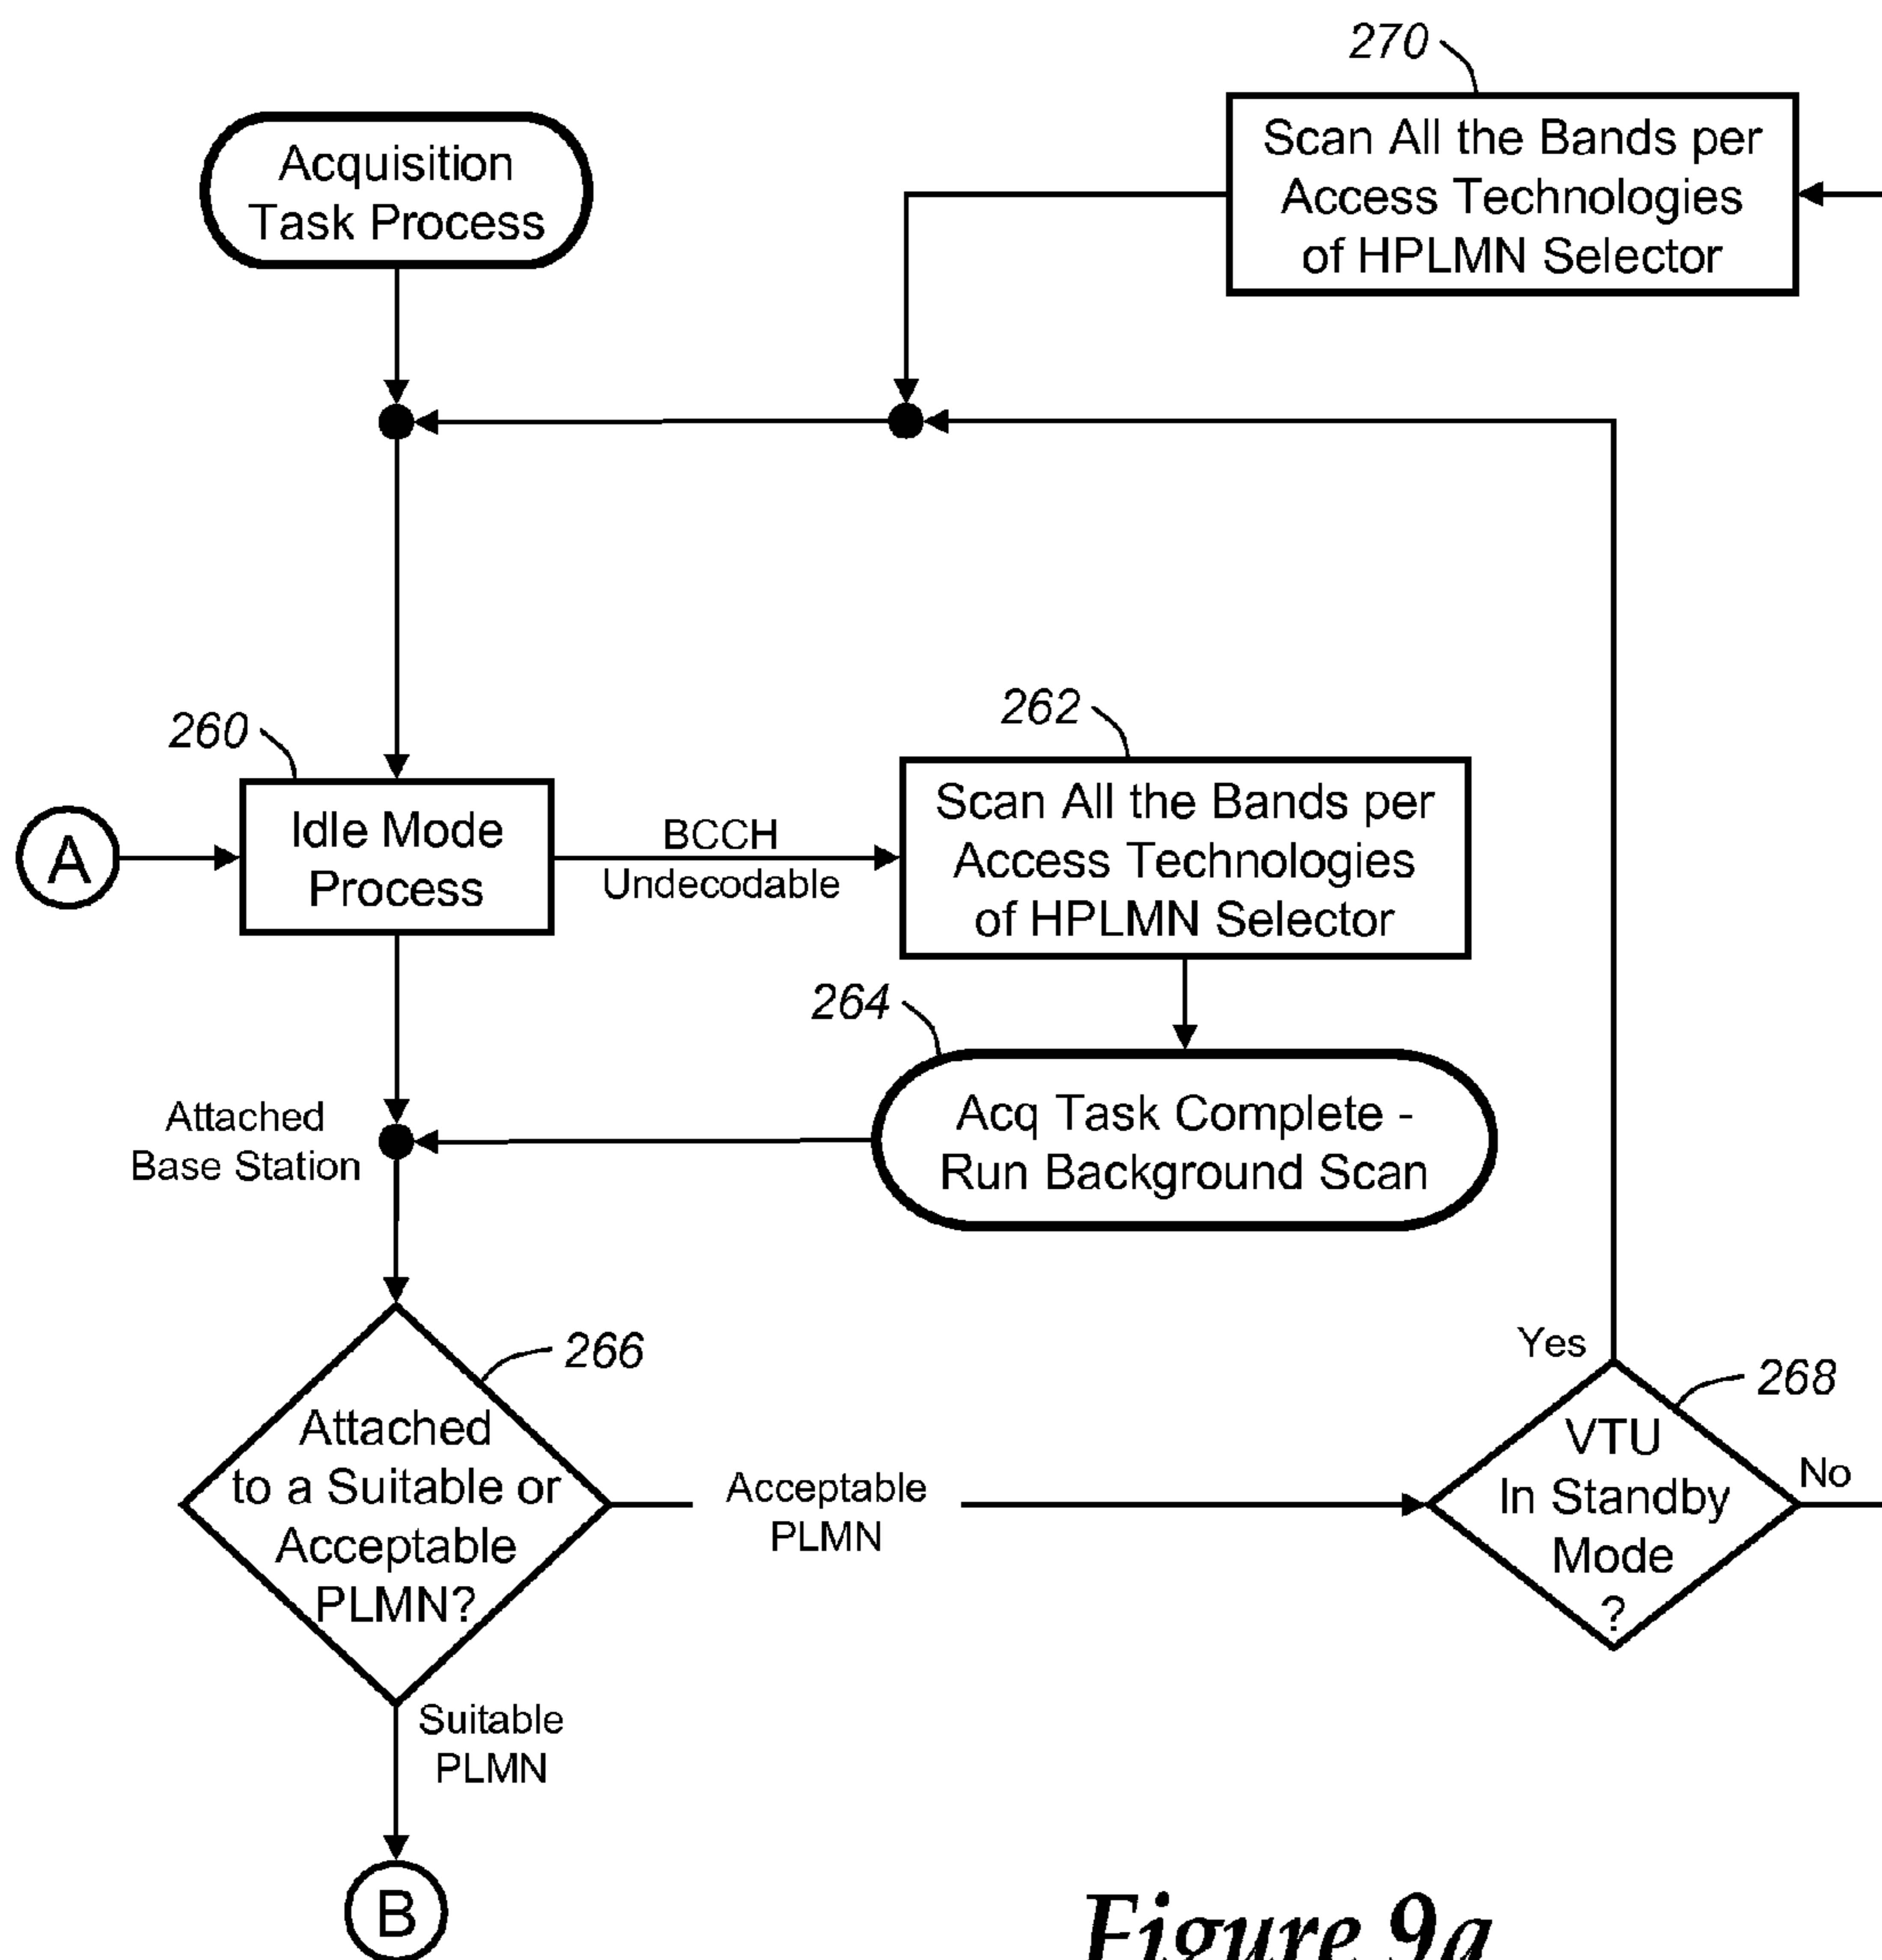 270
Scan All the Bands per
Access Technologies
of HPLMN Selector
Acquisition
Task Process
260
262
A
Idle Mode
Process
BCCH
Undecodable
Scan All the Bands per
Access Technologies
of HPLMN Selector
264
Acq Task Complete -
Run Background Scan
Attached
Base Station
266
Attached
to a Suitable or
Acceptable
PLMN?
Acceptable
PLMN
Yes
268
VTU
In Standby
Mode
?
No
Suitable
PLMN
B
Figure 9a